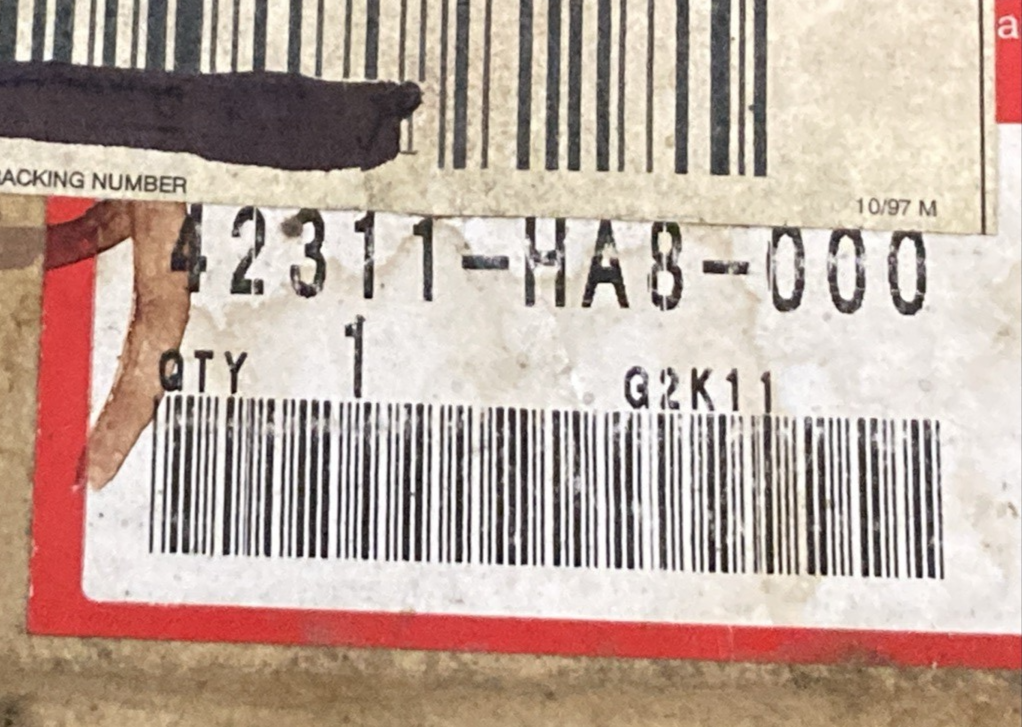 ACKING NUMBER
10/97 M
42311-HA8-000
QTY 1 G2K11
a